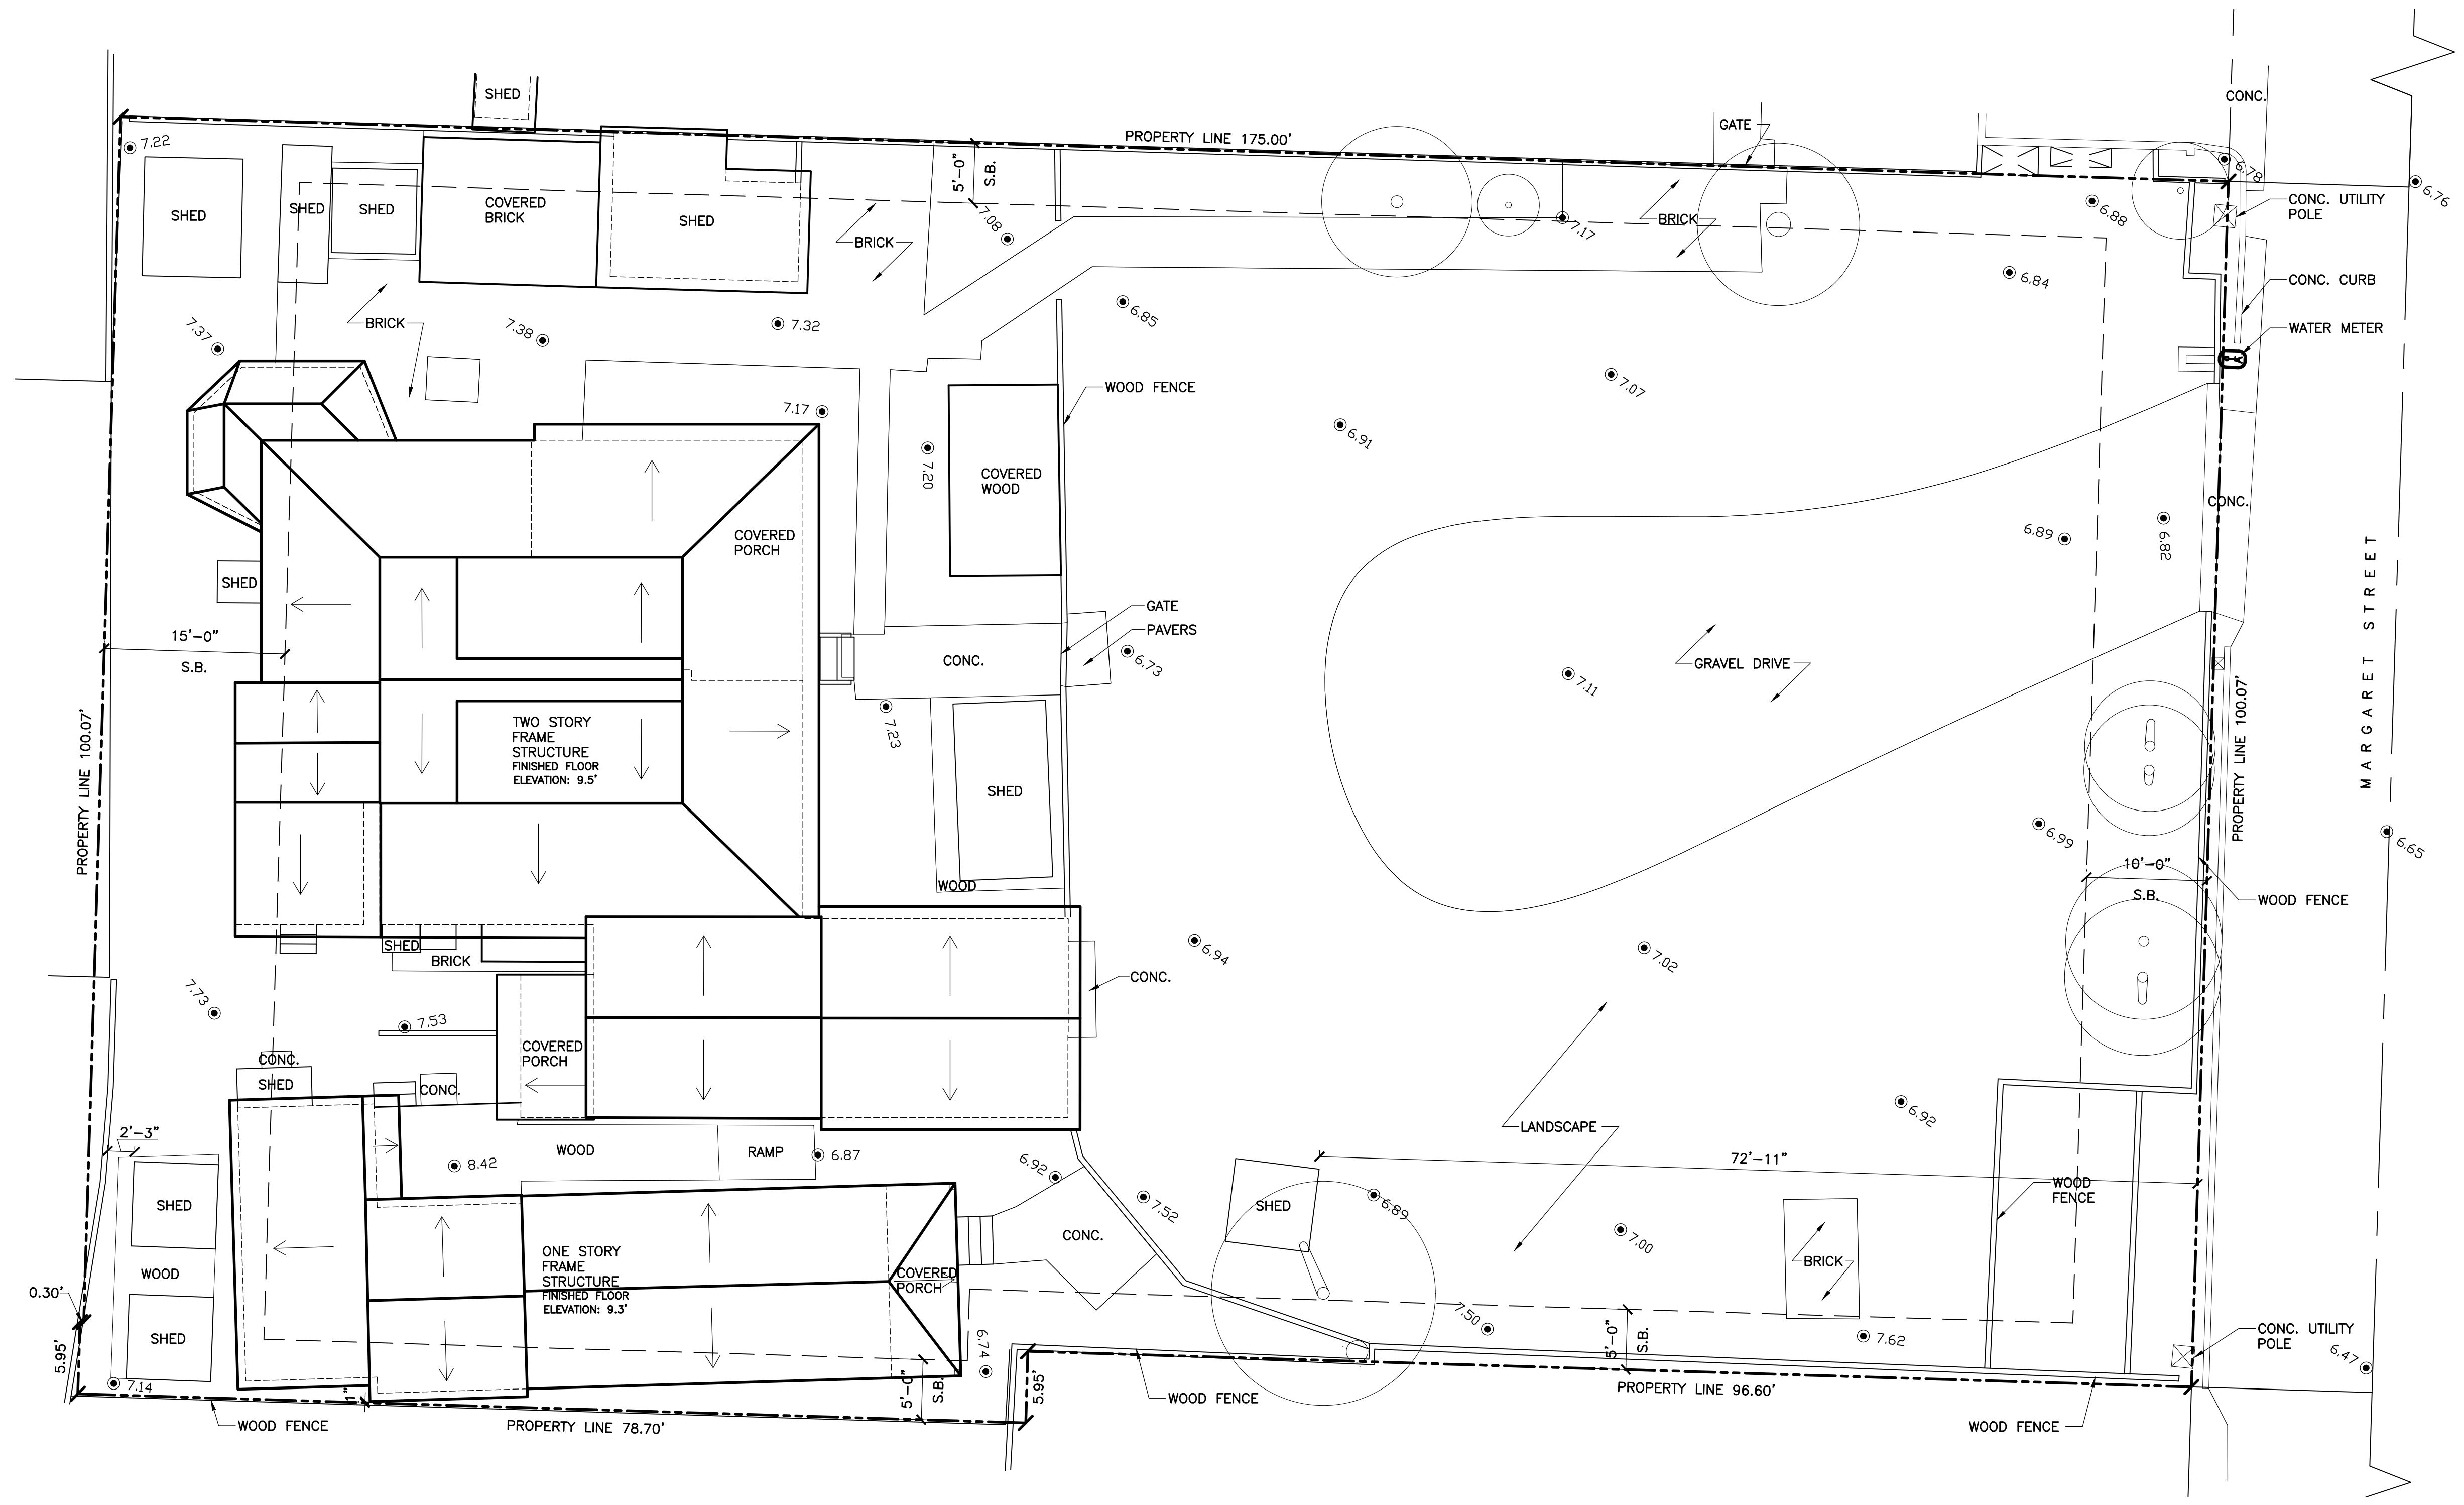 SHED
CONC.
PROPERTY LINE 175.00'
GATE
7.22
6.78
6.76
SHED
SHED
SHED
COVERED
BRICK
SHED
5'-0"
S.B.
7.08
BRICK
BRICK
7.17
6.88
CONC. UTILITY
POLE
6.84
CONC. CURB
WATER METER
BRICK
7.37
7.38
7.32
6.85
7.17
WOOD FENCE
7.07
6.91
7.20
COVERED
WOOD
CONC.
COVERED
PORCH
6.89
6.82
MARGARET STREET
SHED
15'-0"
S.B.
GATE
PAVERS
CONC.
6.73
GRAVEL DRIVE
7.11
PROPERTY LINE 100.07'
PROPERTY LINE 100.07'
TWO STORY
FRAME
STRUCTURE
FINISHED FLOOR
ELEVATION: 9.5'
7.23
SHED
WOOD
6.99
6.65
10'-0"
S.B.
WOOD FENCE
SHED
BRICK
6.94
7.02
CONC.
7.73
7.53
COVERED
PORCH
CONC.
SHED
CONC.
2'-3"
WOOD
RAMP
6.87
8.42
6.92
6.92
LANDSCAPE
72'-11"
WOOD
FENCE
SHED
SHED
6.89
7.52
7.00
CONC.
ONE STORY
FRAME
STRUCTURE
FINISHED FLOOR
ELEVATION: 9.3'
COVERED
PORCH
BRICK
WOOD
0.30'
SHED
5.95'
7.14
6.74
7.50
5'-0"
S.B.
7.62
CONC. UTILITY
POLE
6.47
1"
5'-0"
S.B.
5.95'
WOOD FENCE
PROPERTY LINE 78.70'
WOOD FENCE
PROPERTY LINE 96.60'
WOOD FENCE